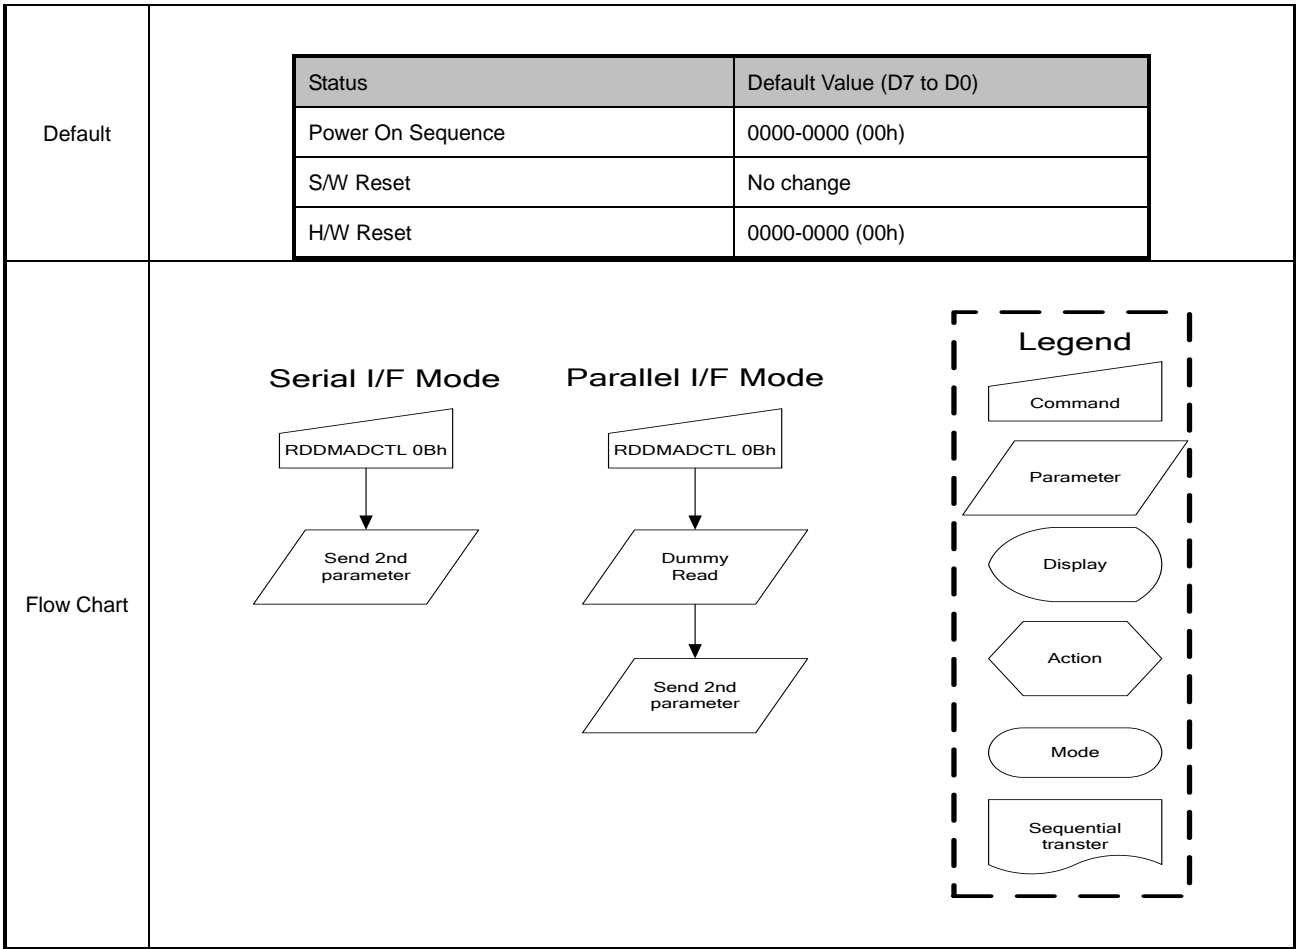 Default
Status
Default Value (D7 to D0)
Power On Sequence
0000-0000 (00h)
S/W Reset
No change
H/W Reset
0000-0000 (00h)
Flow Chart
Serial I/F Mode
RDDMADCTL 0Bh
Send 2nd
parameter
Parallel I/F Mode
RDDMADCTL 0Bh
Dummy
Read
Send 2nd
parameter
Legend
Command
Parameter
Display
Action
Mode
Sequential
transter